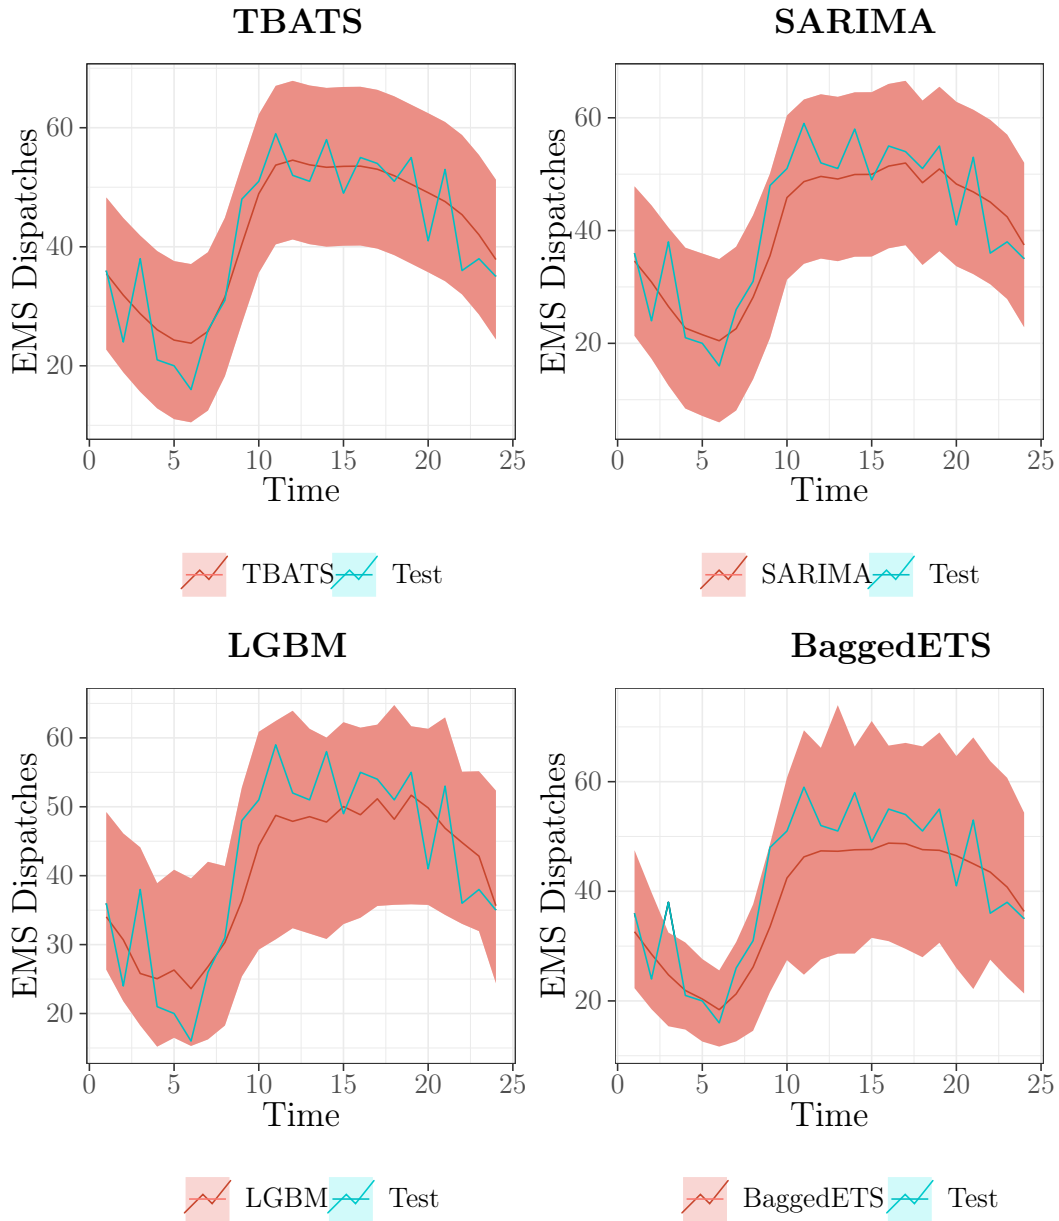 TBATS
EMS Dispatches
60
40
20
0 5 10 15 20 25
Time
TBATS Test
SARIMA
EMS Dispatches
60
40
20
0 5 10 15 20 25
Time
SARIMA Test
LGBM
EMS Dispatches
60
50
40
30
20
0 5 10 15 20 25
Time
LGBM Test
BaggedETS
EMS Dispatches
60
40
20
0 5 10 15 20 25
Time
BaggedETS Test